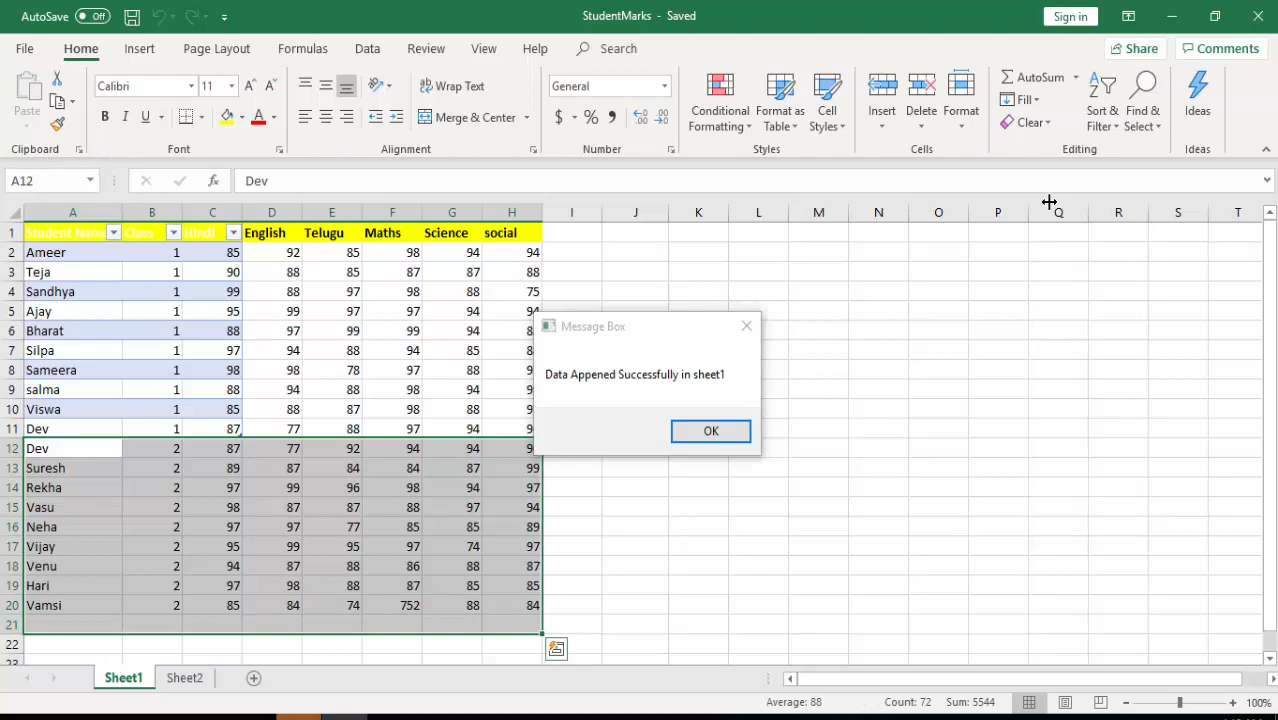 AutoSave Off
StudentMarks - Saved
Sign in
File Home Insert Page Layout Formulas Data Review View Help Search
Share Comments
Paste
Calibri 11 A A
B I U A
Wrap Text
Merge & Center
General
$ % ,
Conditional Formatting
Format as Table
Cell Styles
Insert
Delete
Format
AutoSum
Fill
Clear
Sort & Filter
Find & Select
Ideas
Clipboard Font Alignment Number Styles Cells Editing Ideas
A12 fx Dev
A B C D E F G H I J K L M N O P Q R S T
1 Student Name Class Hindi English Telugu Maths Science social
2 Ameer 1 85 92 85 98 94 94
3 Teja 1 90 88 85 87 87 88
4 Sandhya 1 99 88 97 98 88 75
5 Ajay 1 95 99 97 97 94
6 Bharat 1 88 97 99 99 94
7 Silpa 1 97 94 88 94 85
8 Sameera 1 98 98 78 97 88
9 salma 1 88 94 88 98 94
10 Viswa 1 85 88 87 98 88
11 Dev 1 87 77 88 97 94
12 Dev 2 87 77 92 94 94
13 Suresh 2 89 87 84 84 87 99
14 Rekha 2 97 99 96 98 94 97
15 Vasu 2 98 87 87 88 97 94
16 Neha 2 97 97 77 85 85 89
17 Vijay 2 95 99 95 97 74 97
18 Venu 2 94 87 88 86 88 87
19 Hari 2 97 98 88 87 85 85
20 Vamsi 2 85 84 74 752 88 84
21
22
23
Message Box
Data Appened Successfully in sheet1
OK
Sheet1 Sheet2
Average: 88 Count: 72 Sum: 5544 100%